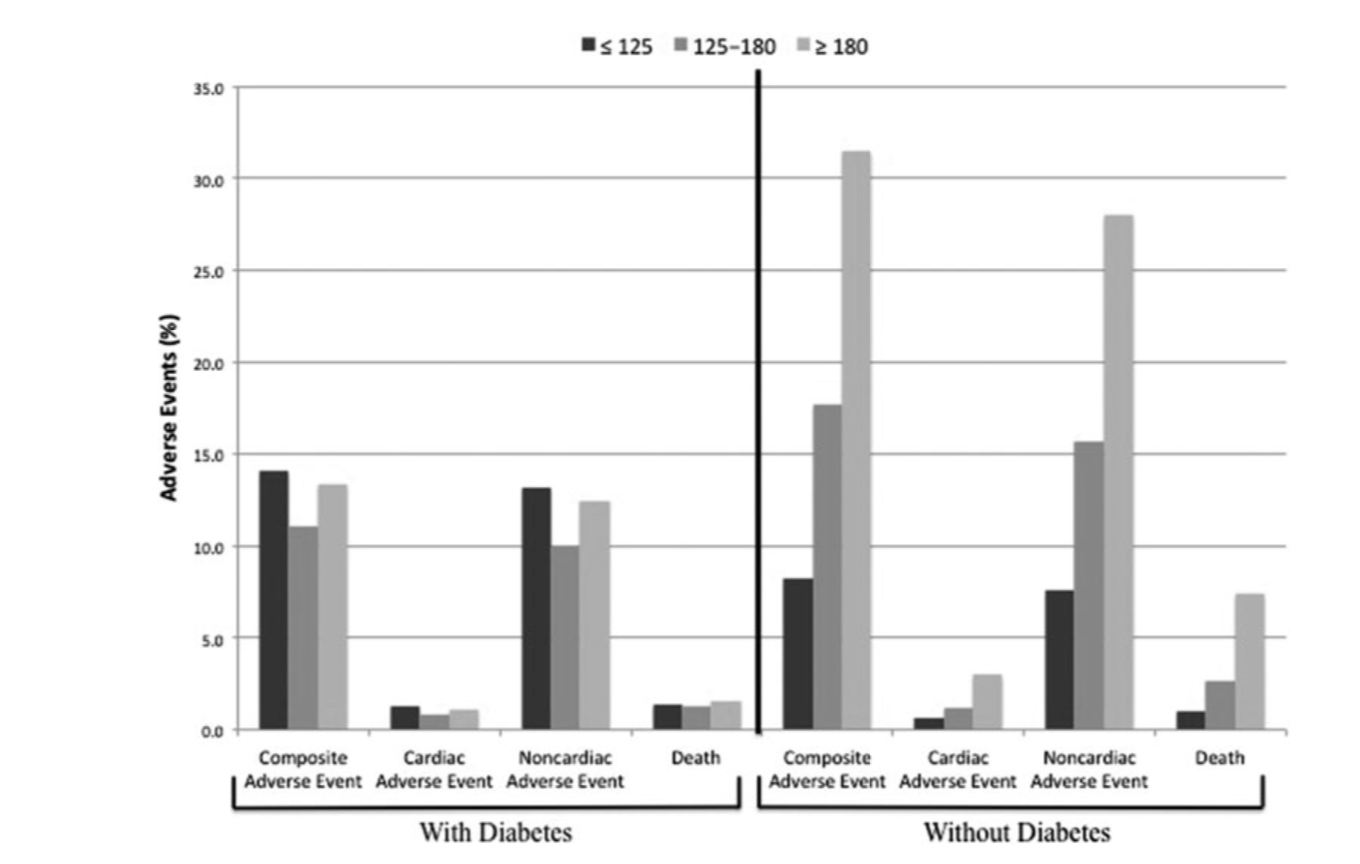 ≤ 125 125–180 ≥ 180
Adverse Events (%)
35.0
30.0
25.0
20.0
15.0
10.0
5.0
0.0
Composite
Adverse Event
Cardiac
Adverse Event
Noncardiac
Adverse Event
Death
Composite
Adverse Event
Cardiac
Adverse Event
Noncardiac
Adverse Event
Death
With Diabetes
Without Diabetes